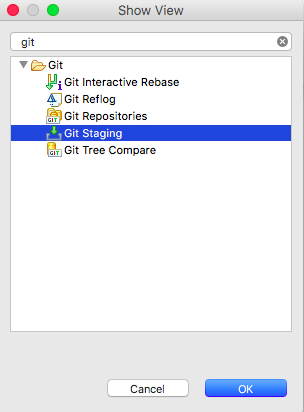 Show View
git
Git
Git Interactive Rebase
Git Reflog
Git Repositories
Git Staging
Git Tree Compare
Cancel
OK